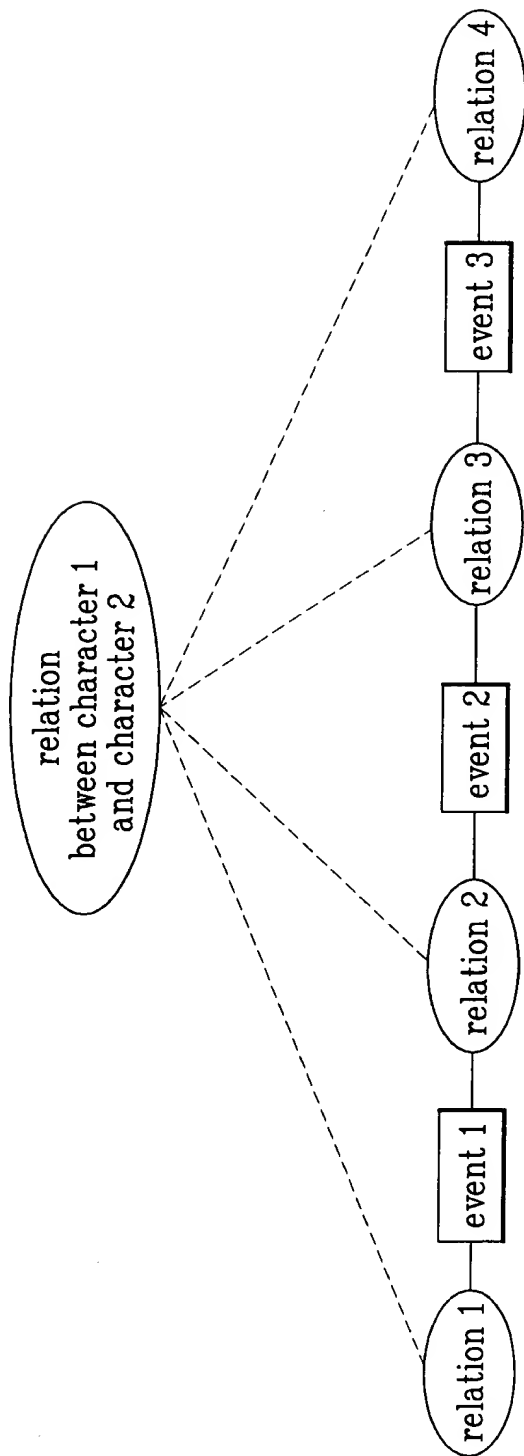 relation
between character 1
and character 2
relation 1
event 1
relation 2
event 2
relation 3
event 3
relation 4